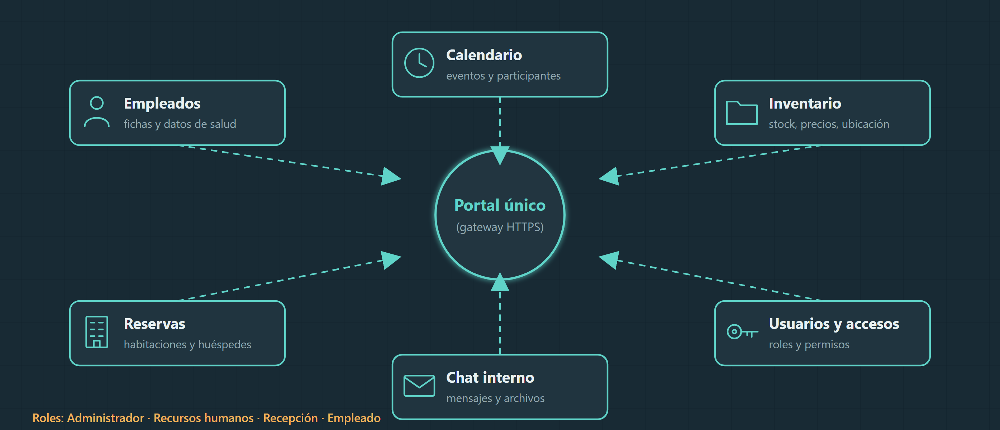 Calendario
eventos y participantes
Empleados
fichas y datos de salud
Inventario
stock, precios, ubicación
Portal único
(gateway HTTPS)
Reservas
habitaciones y huéspedes
Usuarios y accesos
roles y permisos
Chat interno
mensajes y archivos
Roles: Administrador · Recursos humanos · Recepción · Empleado